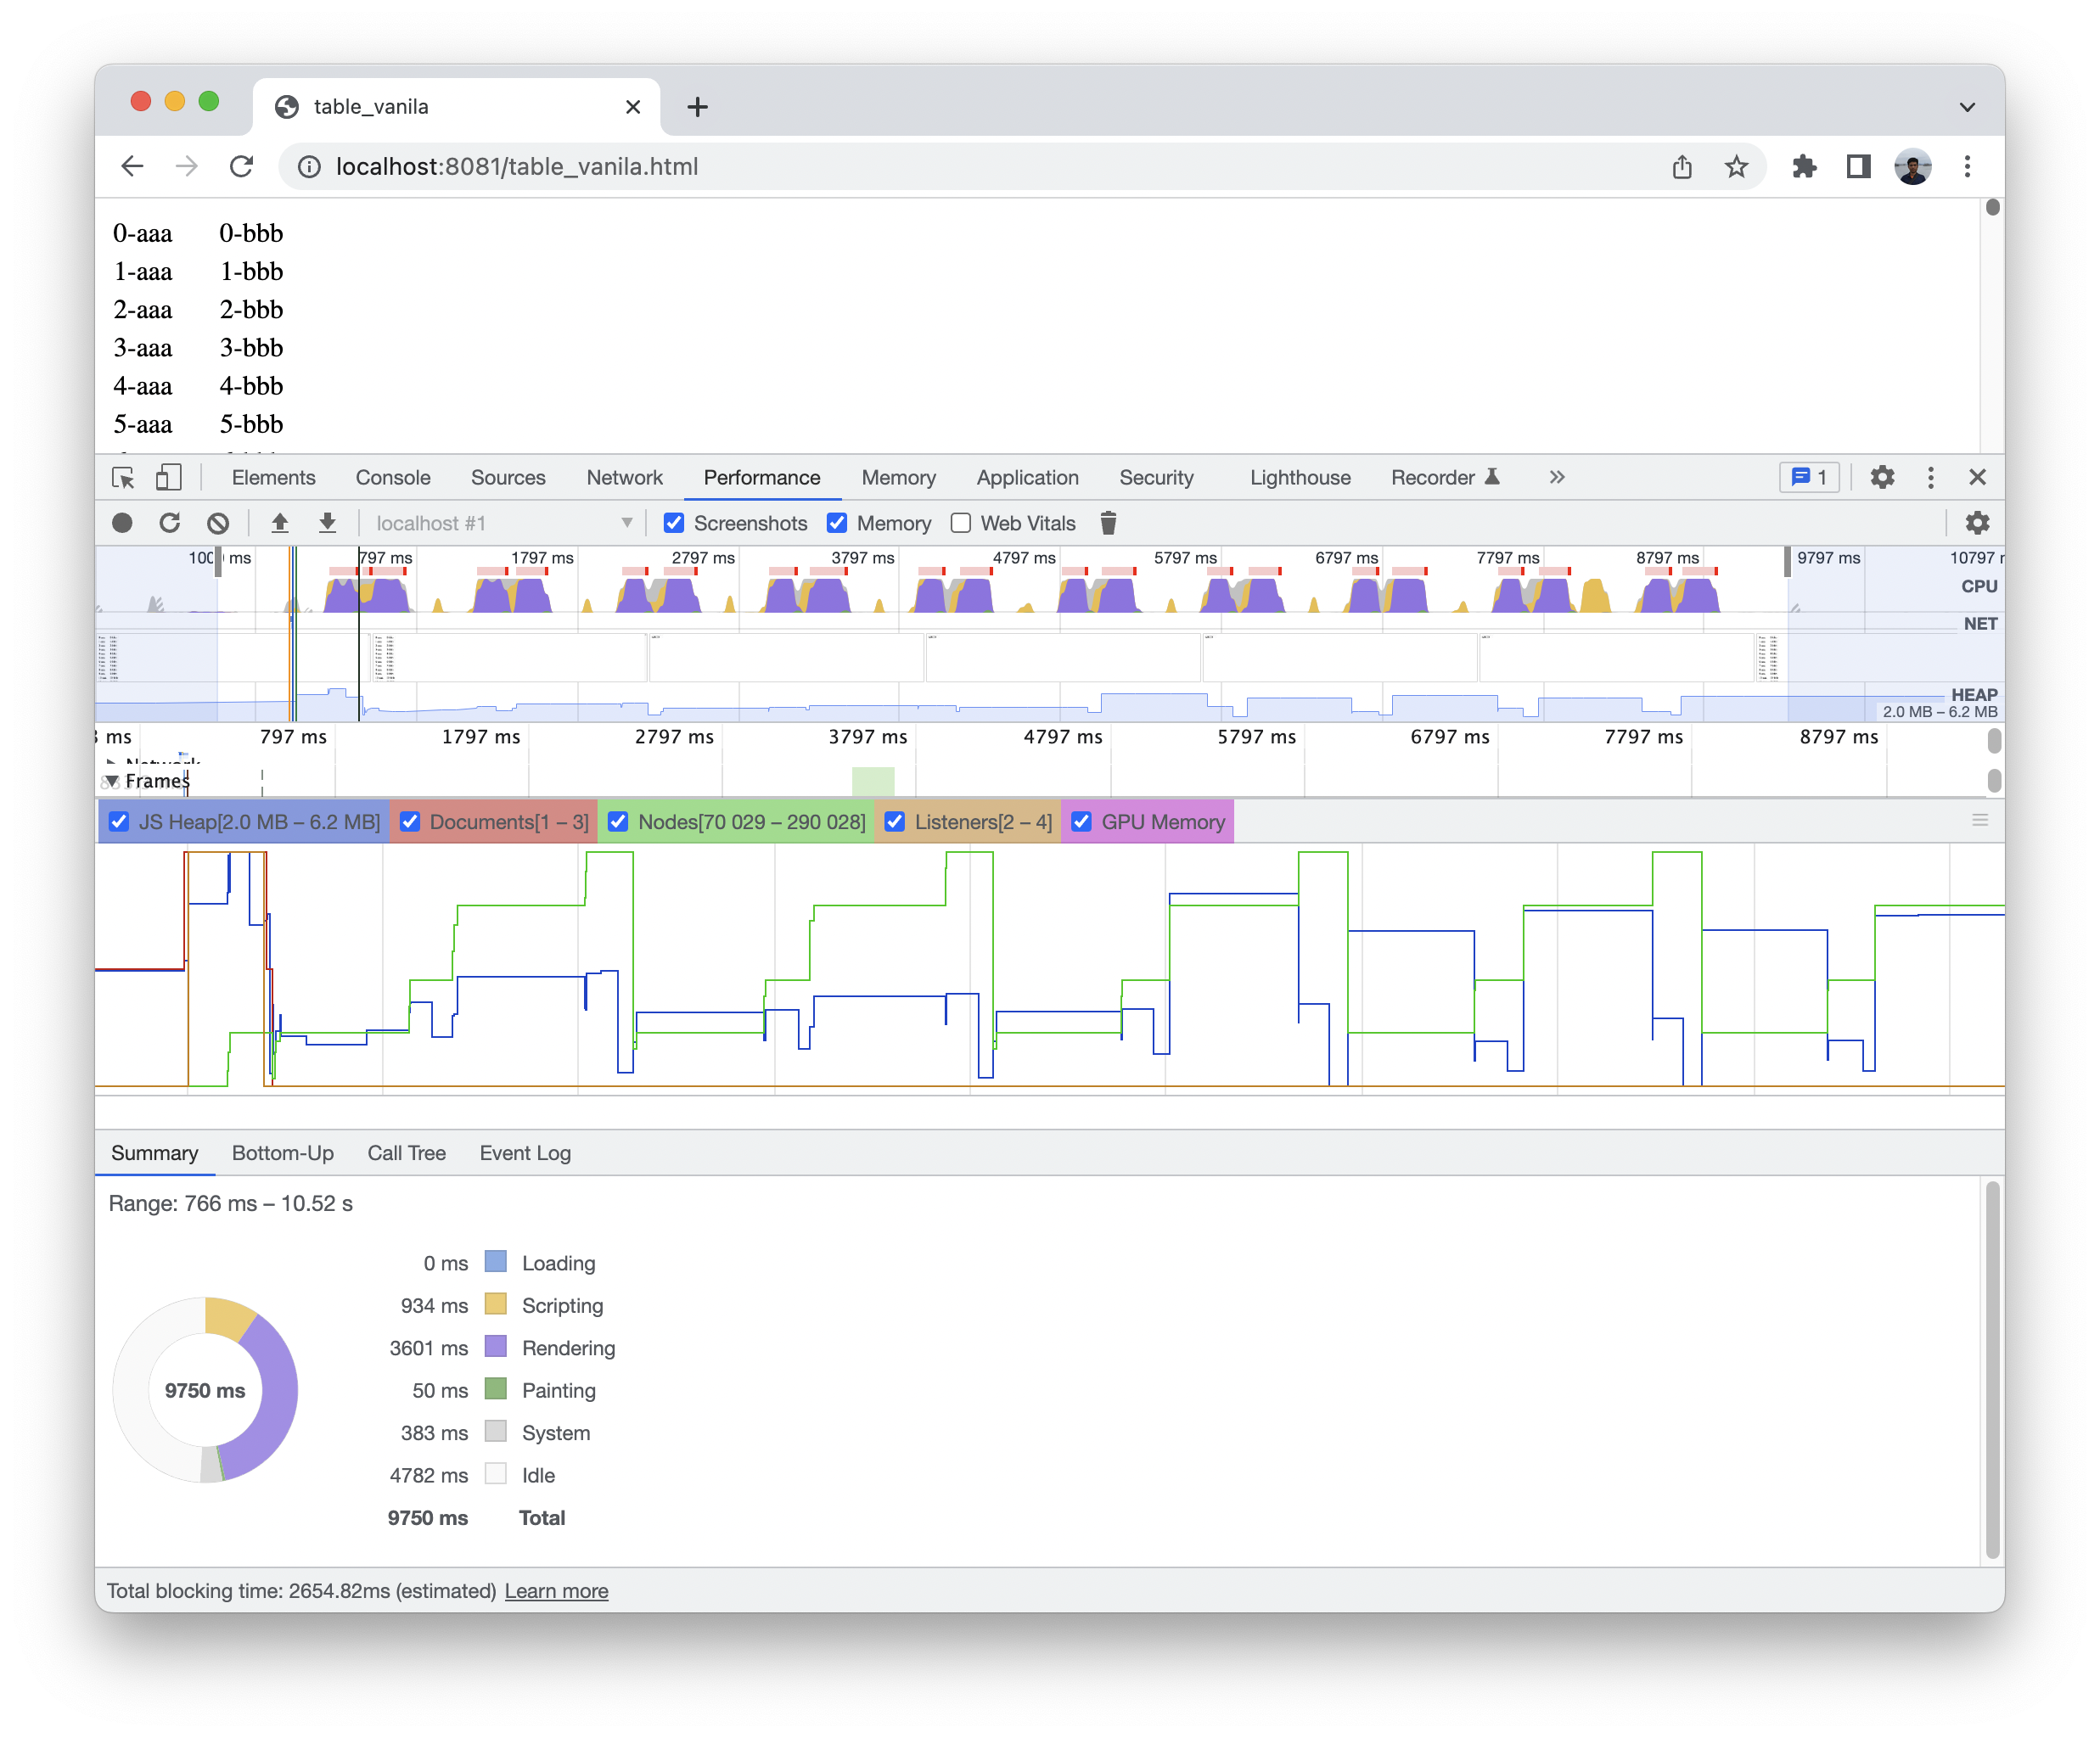 table_vanila
localhost:8081/table_vanila.html
0-aaa 0-bbb
1-aaa 1-bbb
2-aaa 2-bbb
3-aaa 3-bbb
4-aaa 4-bbb
5-aaa 5-bbb
Elements Console Sources Network Performance Memory Application Security Lighthouse Recorder 1
localhost #1 Screenshots Memory Web Vitals
ms 797 ms 1797 ms 2797 ms 3797 ms 4797 ms 5797 ms 6797 ms 7797 ms 8797 ms 9797 ms 10797
CPU
NET
HEAP
2.0 MB – 6.2 MB
ms 797 ms 1797 ms 2797 ms 3797 ms 4797 ms 5797 ms 6797 ms 7797 ms 8797 ms
Network
Frames
JS Heap[2.0 MB – 6.2 MB] Documents[1 – 3] Nodes[70 029 – 290 028] Listeners[2 – 4] GPU Memory
Summary Bottom-Up Call Tree Event Log
Range: 766 ms – 10.52 s
0 ms Loading
934 ms Scripting
3601 ms Rendering
9750 ms
50 ms Painting
383 ms System
4782 ms Idle
9750 ms Total
Total blocking time: 2654.82ms (estimated) Learn more